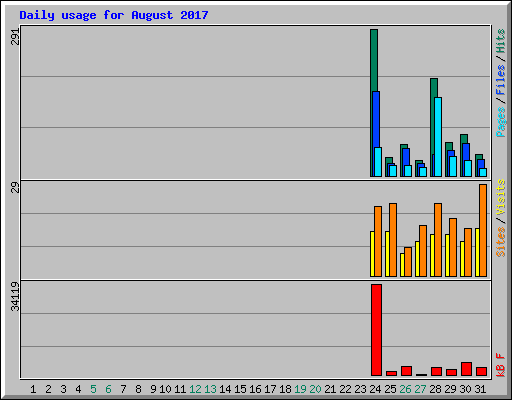 Daily usage for August 2017
291
Pages/Files/Hits
29
Sites/Visits
34119
kB F
1 2 3 4 5 6 7 8 9 10 11 12 13 14 15 16 17 18 19 20 21 22 23 24 25 26 27 28 29 30 31